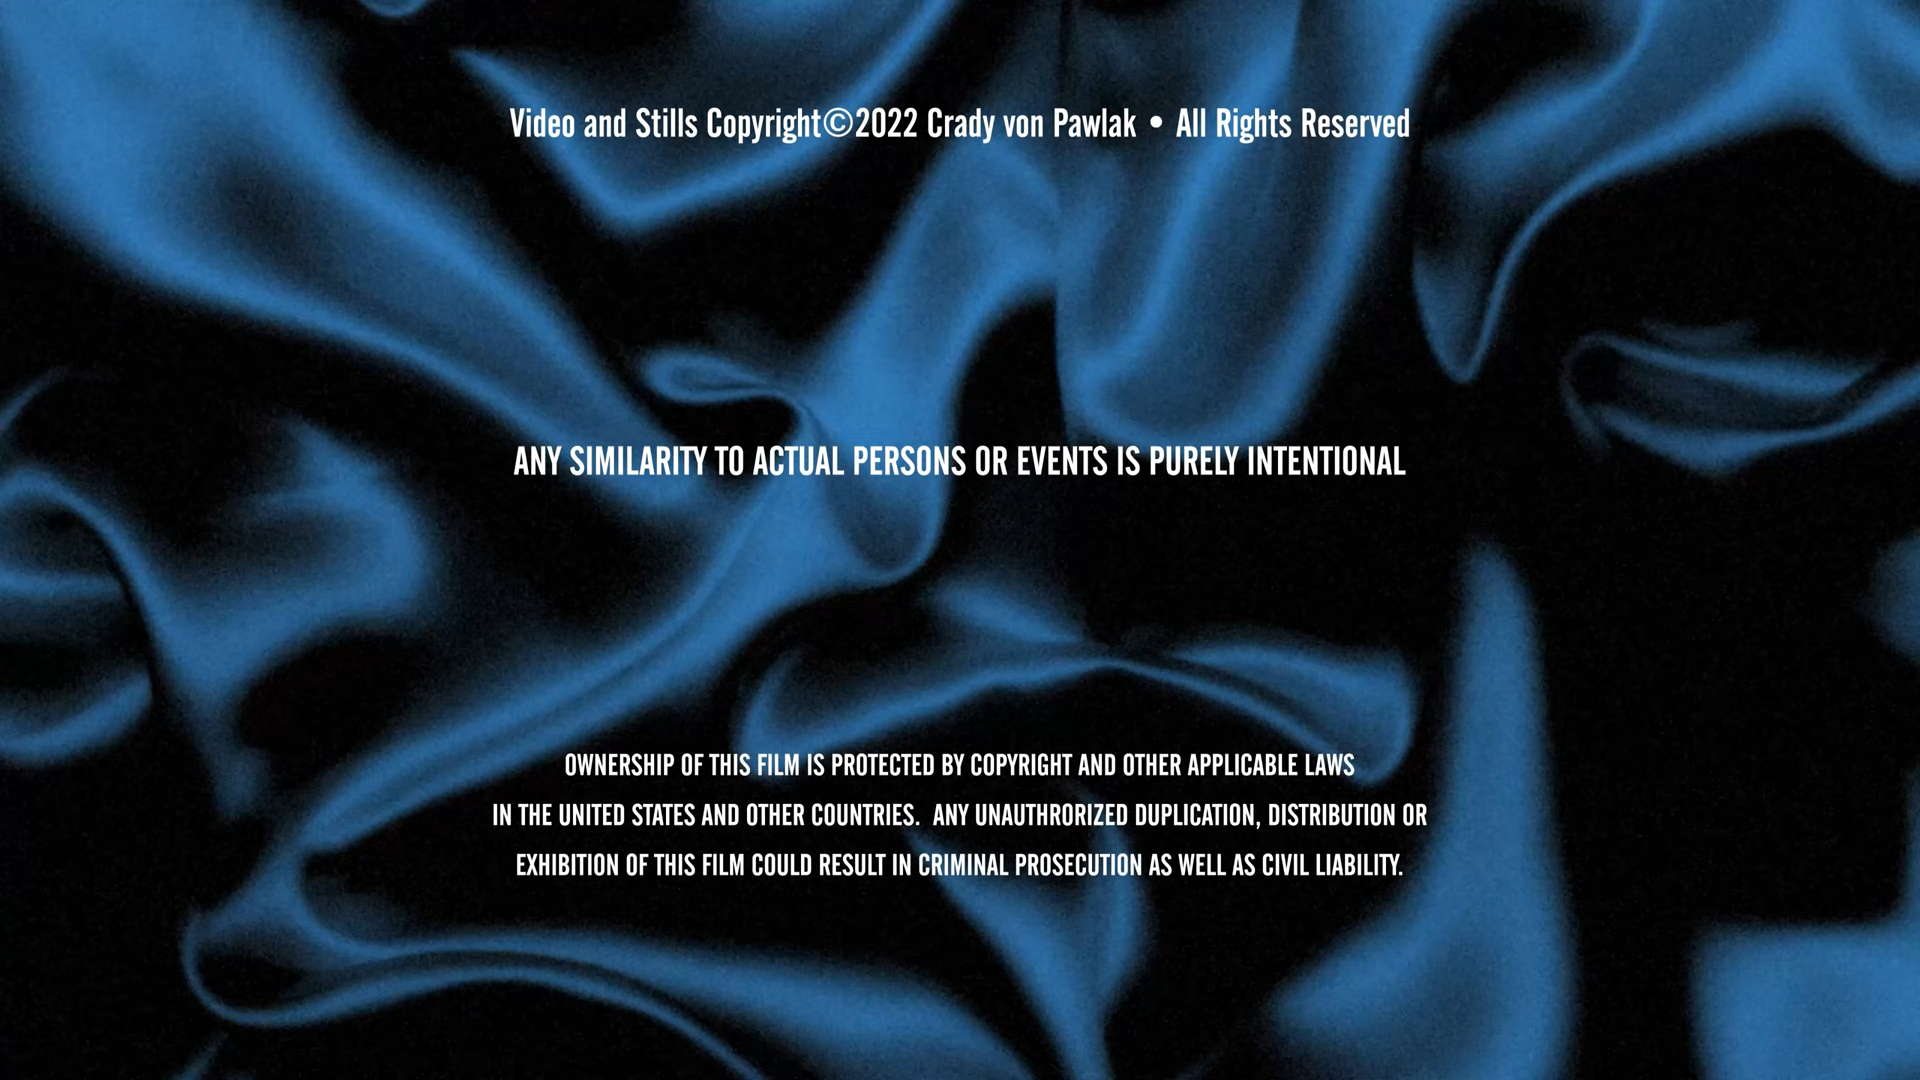 Video and Stills Copyright©2022 Crady von Pawlak • All Rights Reserved
ANY SIMILARITY TO ACTUAL PERSONS OR EVENTS IS PURELY INTENTIONAL
OWNERSHIP OF THIS FILM IS PROTECTED BY COPYRIGHT AND OTHER APPLICABLE LAWS
IN THE UNITED STATES AND OTHER COUNTRIES.  ANY UNAUTHRORIZED DUPLICATION, DISTRIBUTION OR
EXHIBITION OF THIS FILM COULD RESULT IN CRIMINAL PROSECUTION AS WELL AS CIVIL LIABILITY.